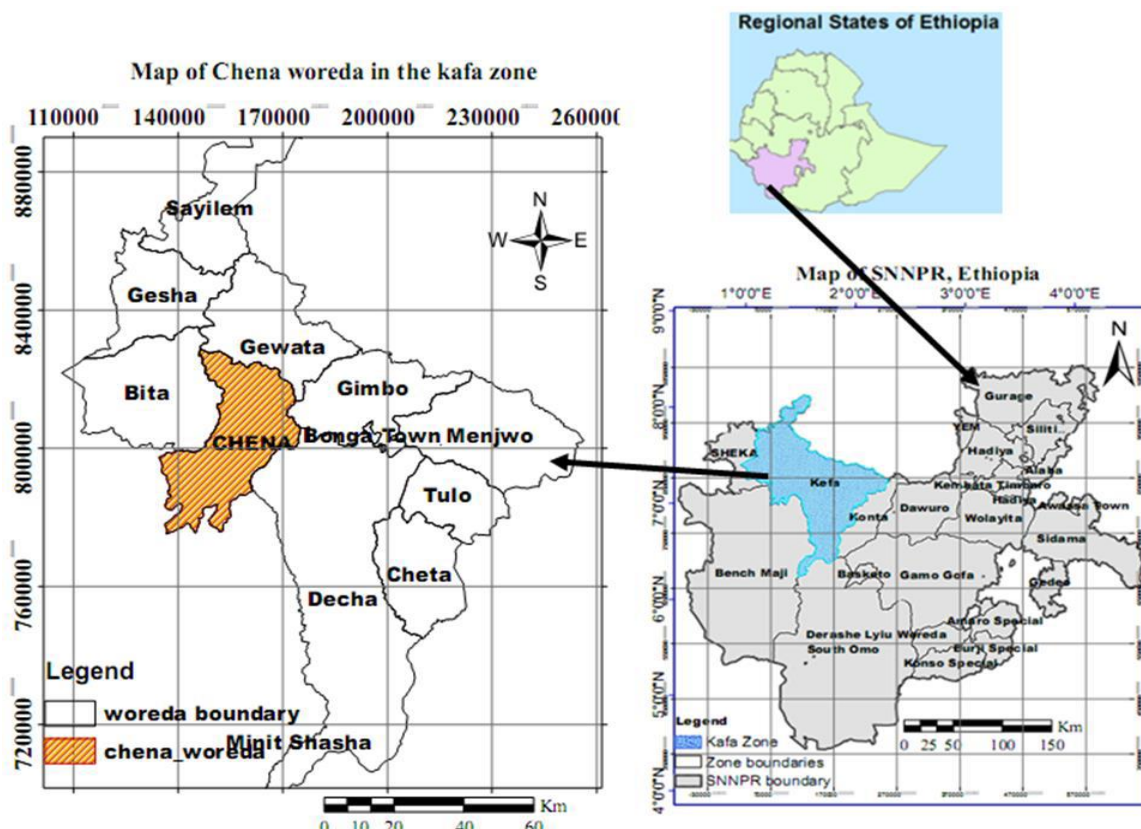 Regional States of Ethiopia
Map of Chena woreda in the kafa zone
110000 140000 170000 200000 230000 260000
880000
840000
800000
760000
720000
Sayilem
N
W E
S
Gesha
Gewata
Bita
Gimbo
CHENA
Bonga Town Menjwo
Tulo
Cheta
Decha
Minit Shasha
Legend
woreda boundary
chena_woreda
Km
0 10 20 40 60
Map of SNNPR, Ethiopia
1°0'0"E 2°0'0"E 3°0'0"E 4°0'0"E
9°0'0"N
8°0'0"N
7°0'0"N
6°0'0"N
5°0'0"N
4°0'0"N
N
Gurage
YEM
Siliti
SHEKA
Hadiya
Alaba
Kefa
Kembata Timbaro
Hadiya
Konta
Dawuro
Awassa Town
Wolayita
Sidama
Bench Maji
Basketo
Gamo Gofa
Gedeo
Amaro Special
Derashe Lyiu Wereda
South Omo
Burji Special
Konso Special
Legend
Kafa Zone
Zone boundaries
SNNPR boundary
Km
0 25 50 100 150